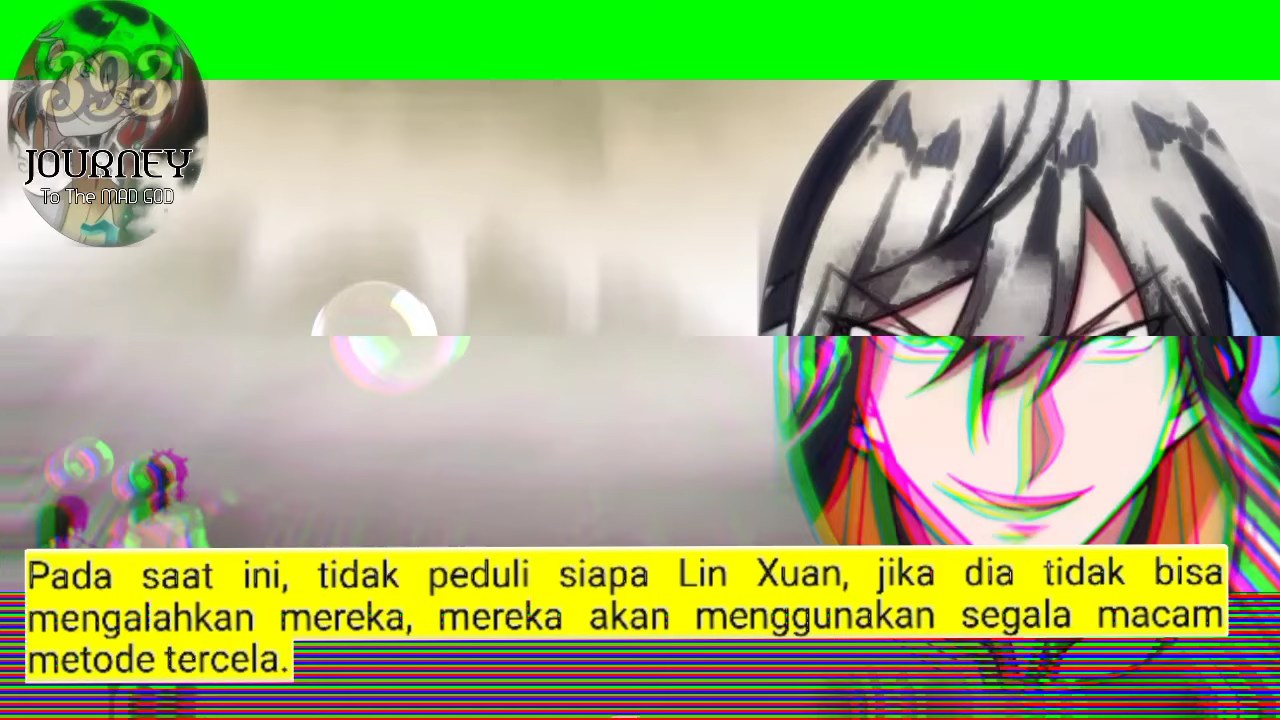 393
JOURNEY
To The MAD GOD
Pada saat ini, tidak peduli siapa Lin Xuan, jika dia tidak bisa
mengalahkan mereka, mereka akan menggunakan segala macam
metode tercela.